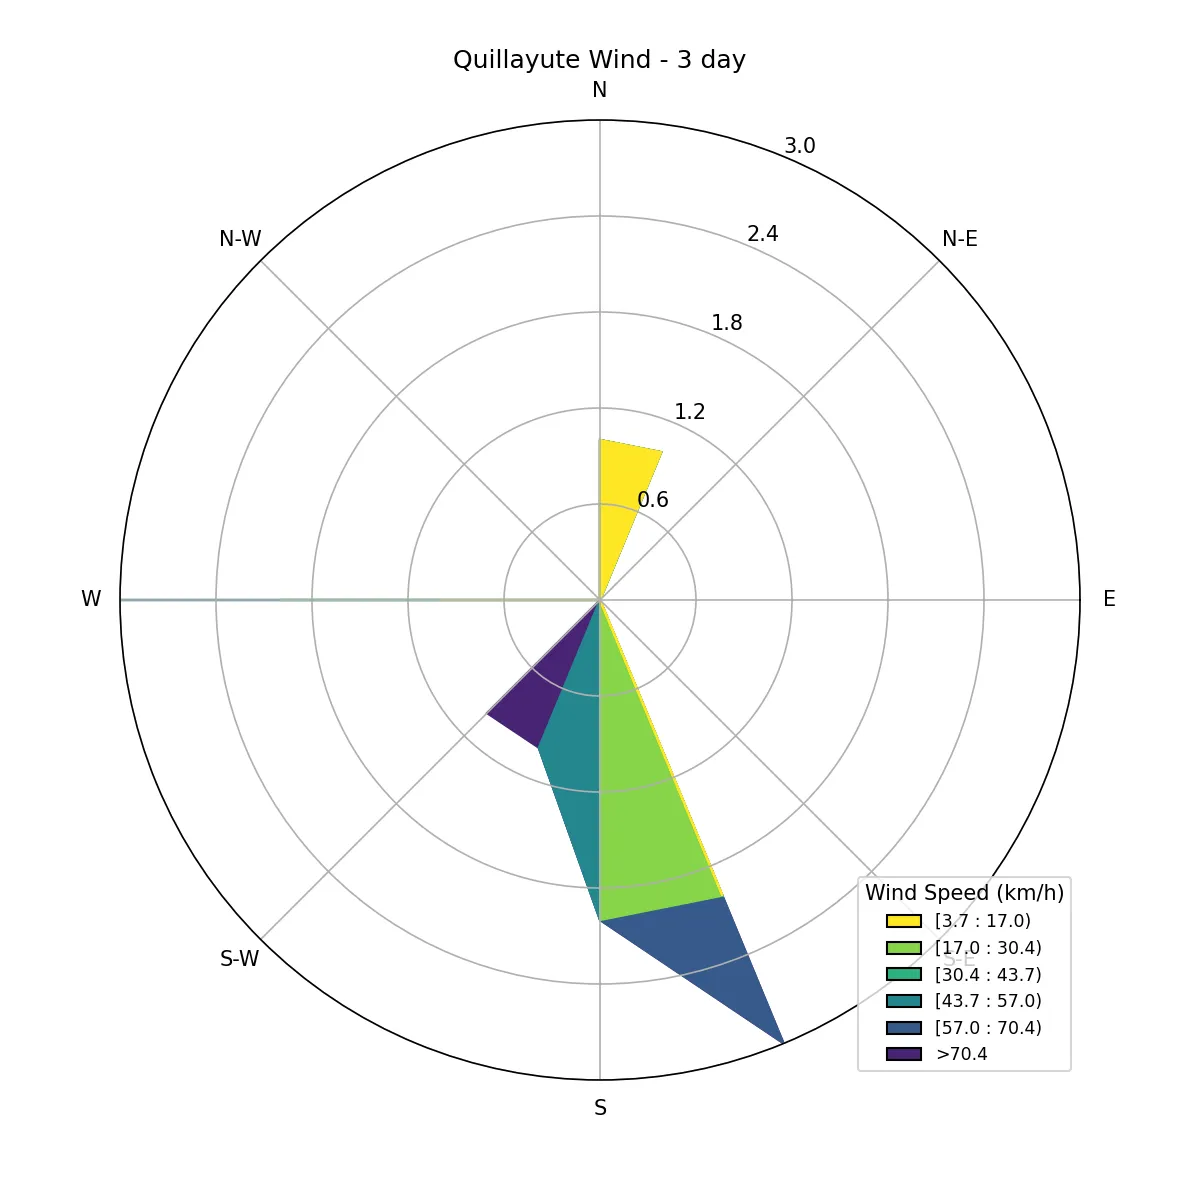 Quillayute Wind - 3 day
N
3.0
N-W
2.4
N-E
1.8
1.2
0.6
W
E
Wind Speed (km/h)
[3.7 : 17.0)
[17.0 : 30.4)
S-W
S-E
[30.4 : 43.7)
[43.7 : 57.0)
[57.0 : 70.4)
>70.4
S